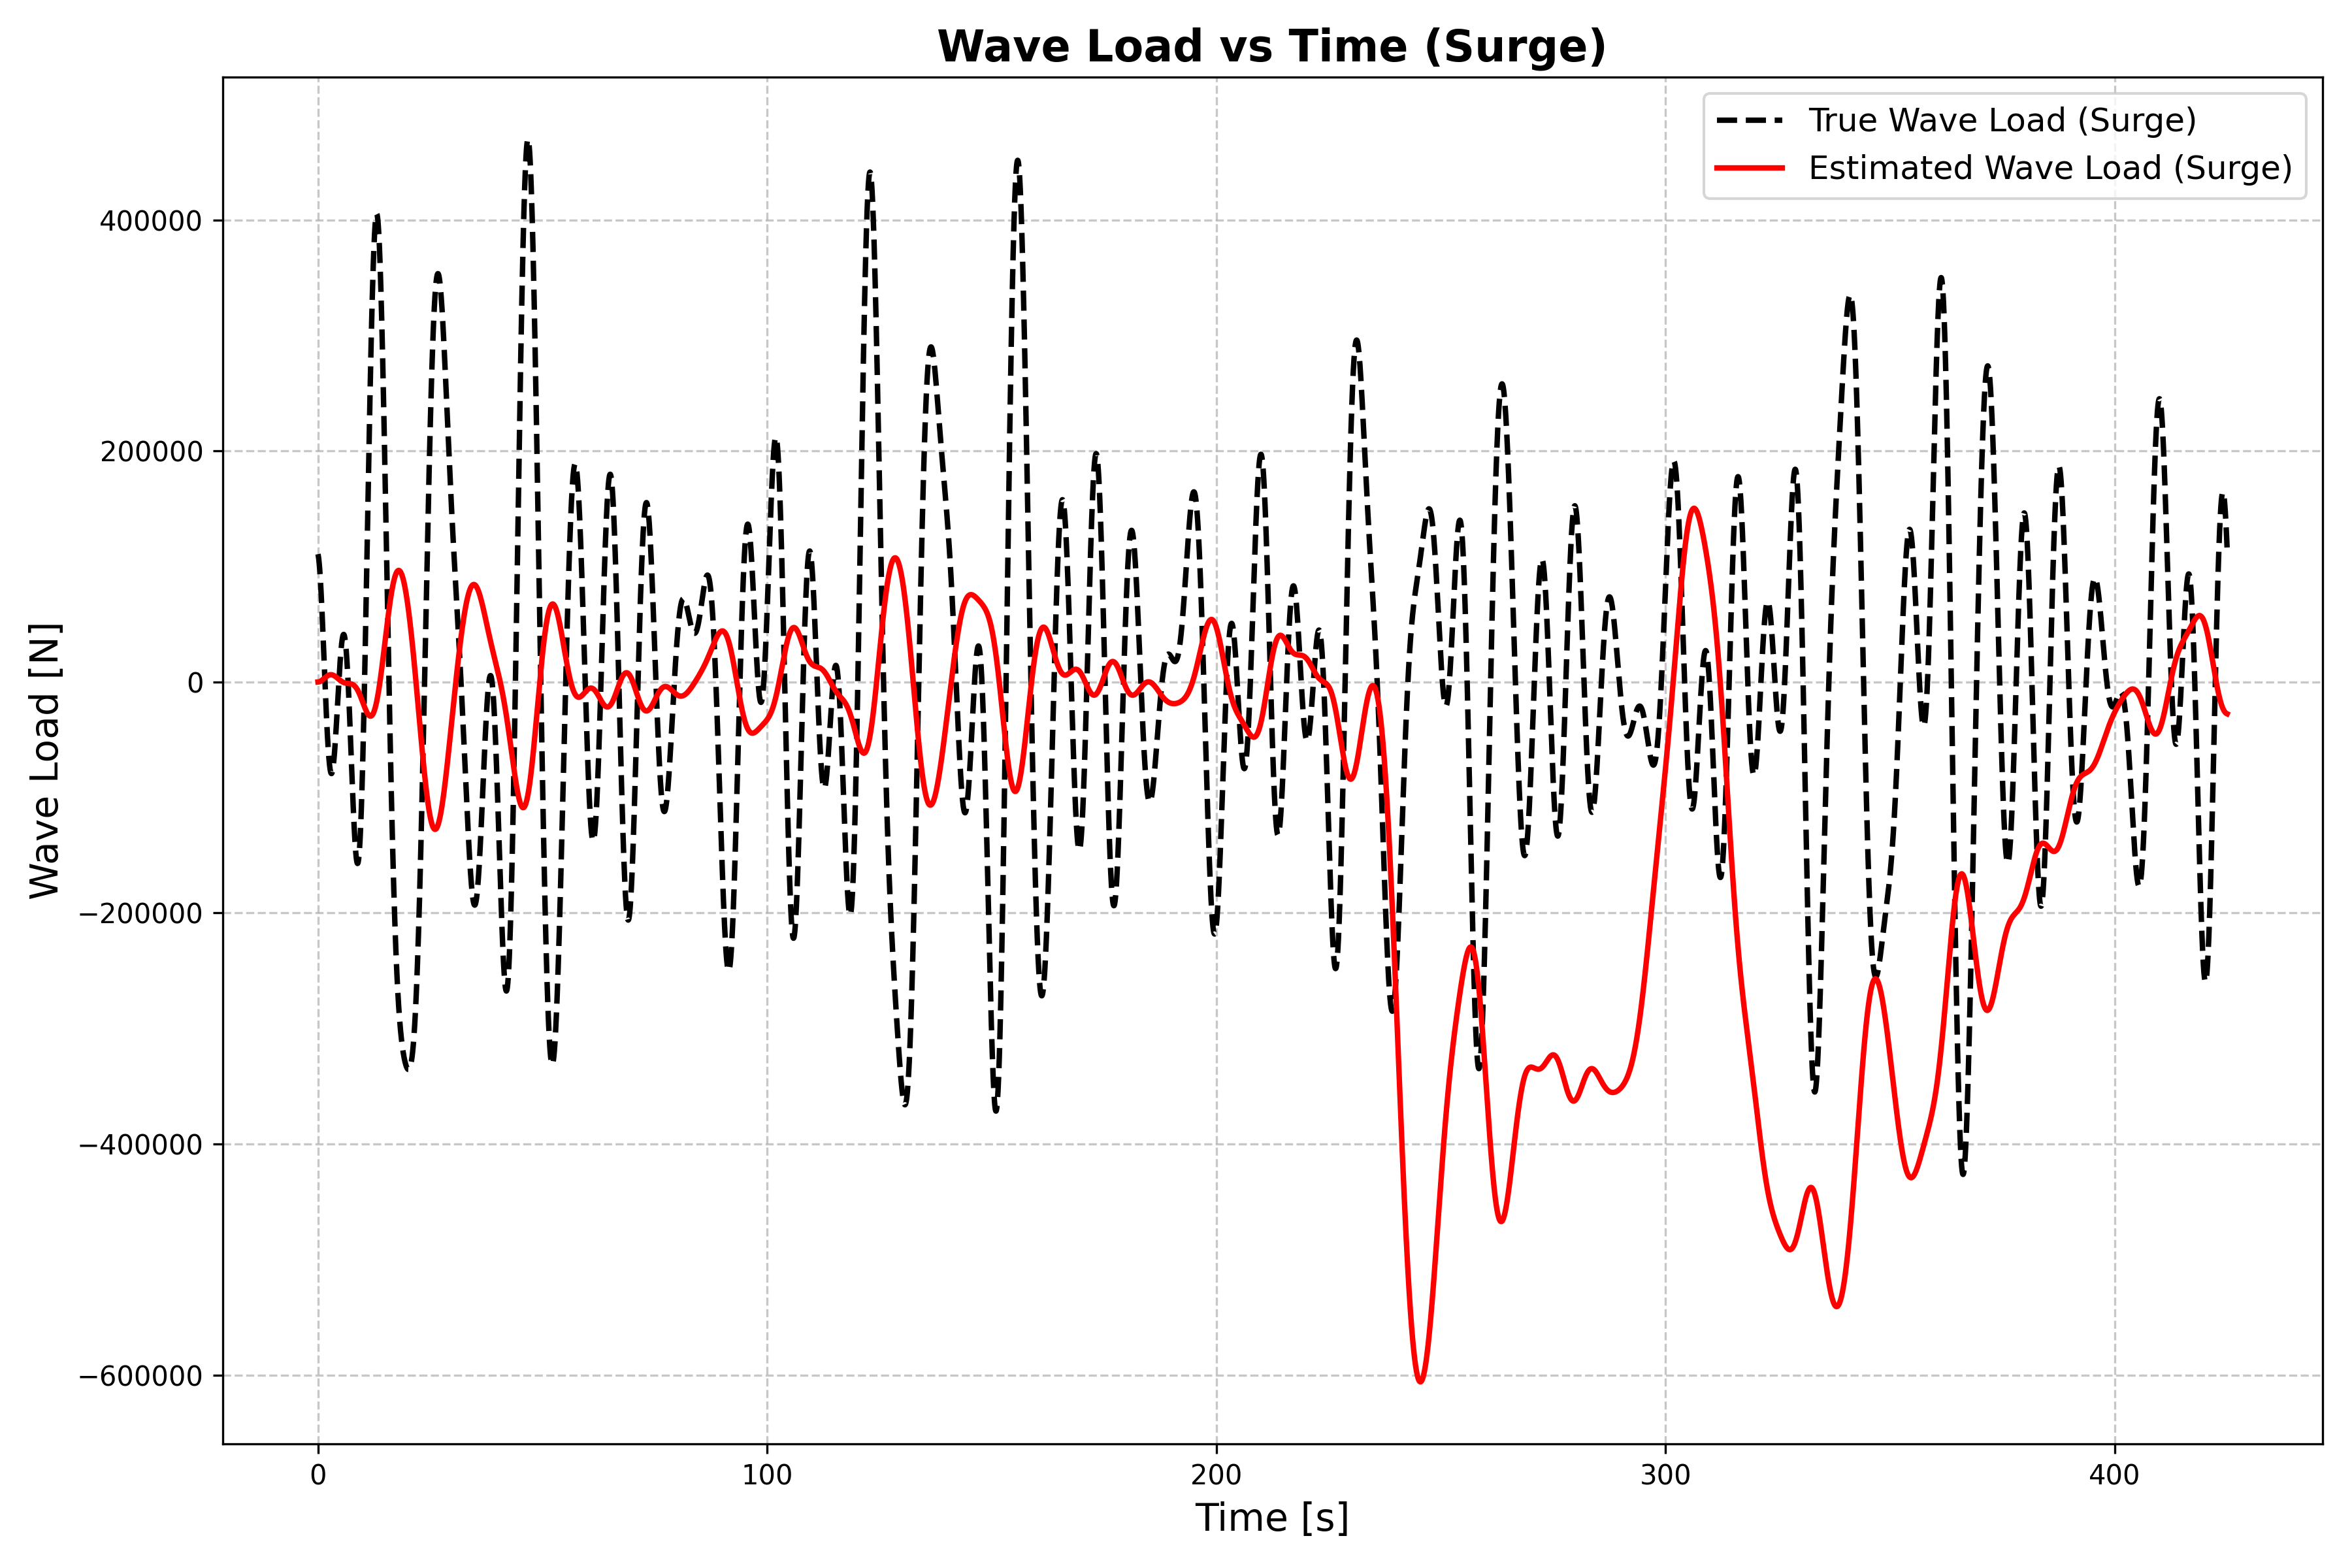 Wave Load vs Time (Surge)
True Wave Load (Surge)
Estimated Wave Load (Surge)
Wave Load [N]
400000
200000
0
−200000
−400000
−600000
0 100 200 300 400
Time [s]